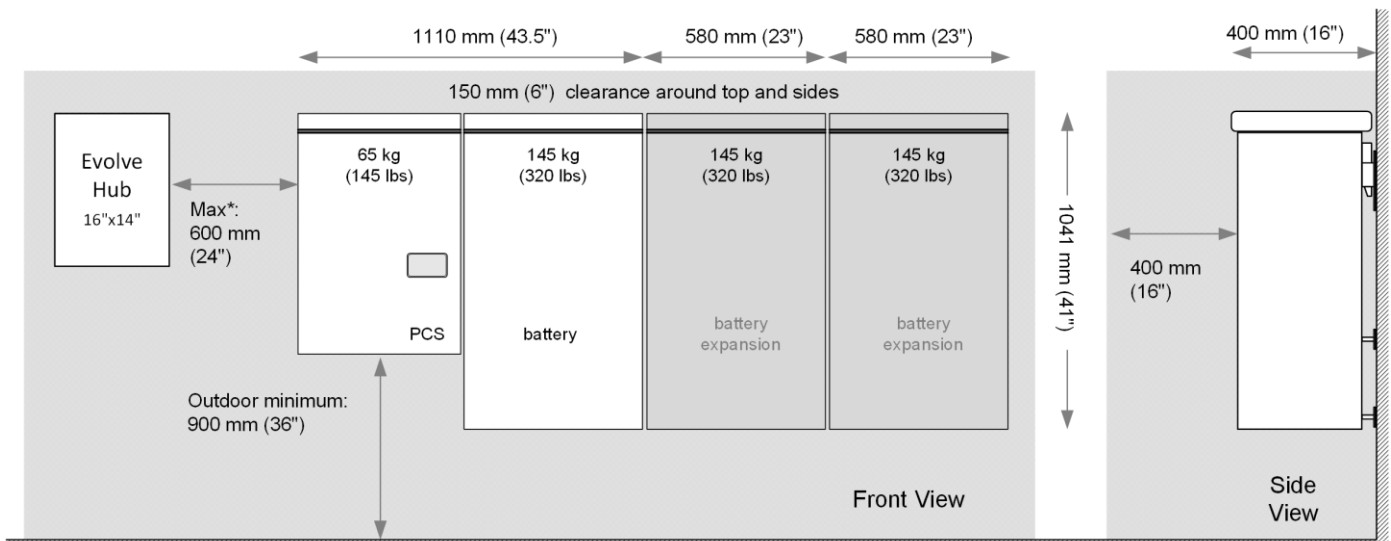 1110 mm (43.5")
580 mm (23")
580 mm (23")
400 mm (16")
150 mm (6") clearance around top and sides
Evolve
Hub
16"x14"
Max*:
600 mm
(24")
65 kg
(145 lbs)
145 kg
(320 lbs)
145 kg
(320 lbs)
145 kg
(320 lbs)
1041 mm (41")
400 mm
(16")
PCS
battery
battery
expansion
battery
expansion
Outdoor minimum:
900 mm (36")
Front View
Side
View